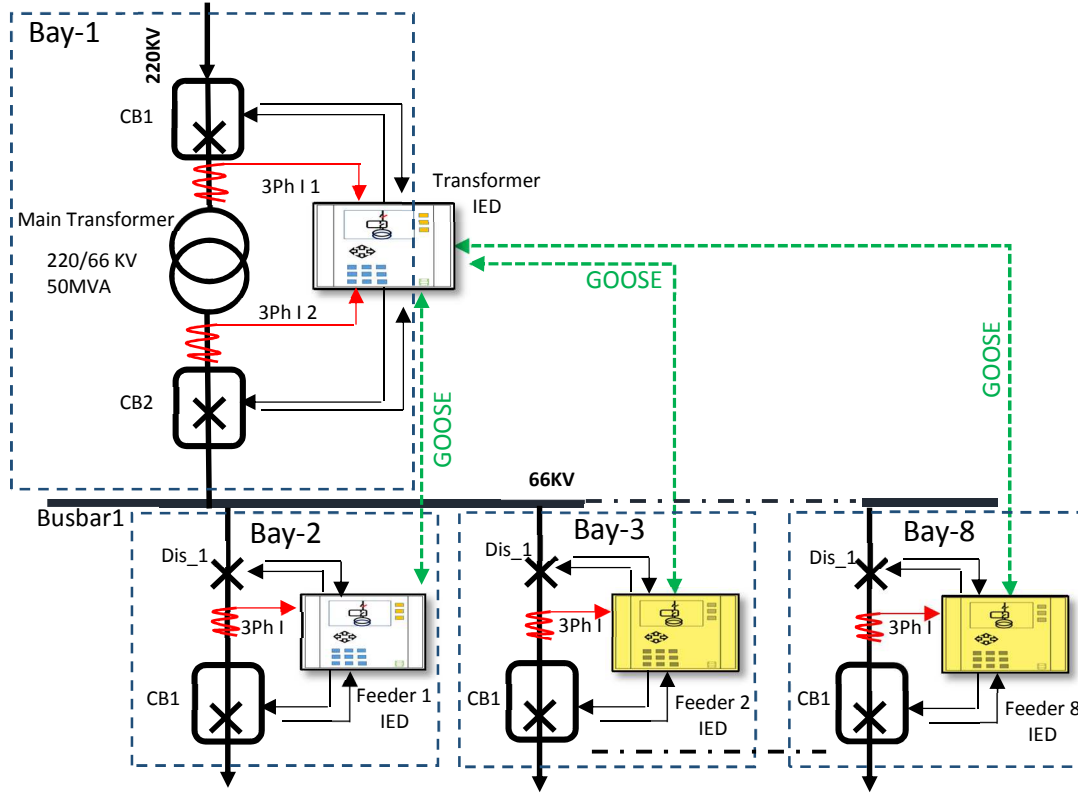 Bay-1
220KV
CB1
3Ph I 1
Transformer
IED
Main Transformer
220/66 KV
50MVA
GOOSE
3Ph I 2
CB2
GOOSE
GOOSE
66KV
Busbar1
Bay-2
Dis_1
3Ph I
CB1
Feeder 1
IED
Bay-3
Dis_1
3Ph I
CB1
Feeder 2
IED
Bay-8
Dis_1
3Ph I
CB1
Feeder 8
IED